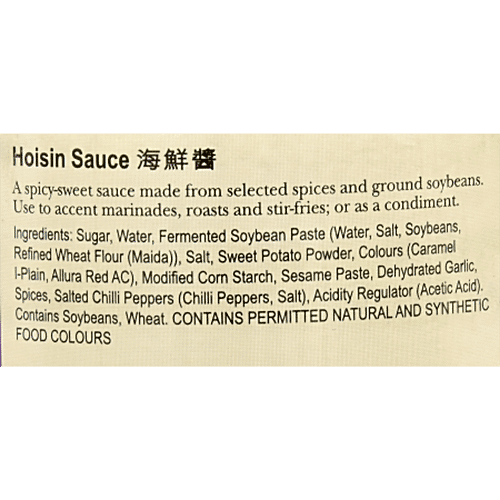 Hoisin Sauce 海鮮醬
A spicy-sweet sauce made from selected spices and ground soybeans.
Use to accent marinades, roasts and stir-fries; or as a condiment.
Ingredients: Sugar, Water, Fermented Soybean Paste (Water, Salt, Soybeans,
Refined Wheat Flour (Maida)), Salt, Sweet Potato Powder, Colours (Caramel
I-Plain, Allura Red AC), Modified Corn Starch, Sesame Paste, Dehydrated Garlic,
Spices, Salted Chilli Peppers (Chilli Peppers, Salt), Acidity Regulator (Acetic Acid).
Contains Soybeans, Wheat. CONTAINS PERMITTED NATURAL AND SYNTHETIC
FOOD COLOURS